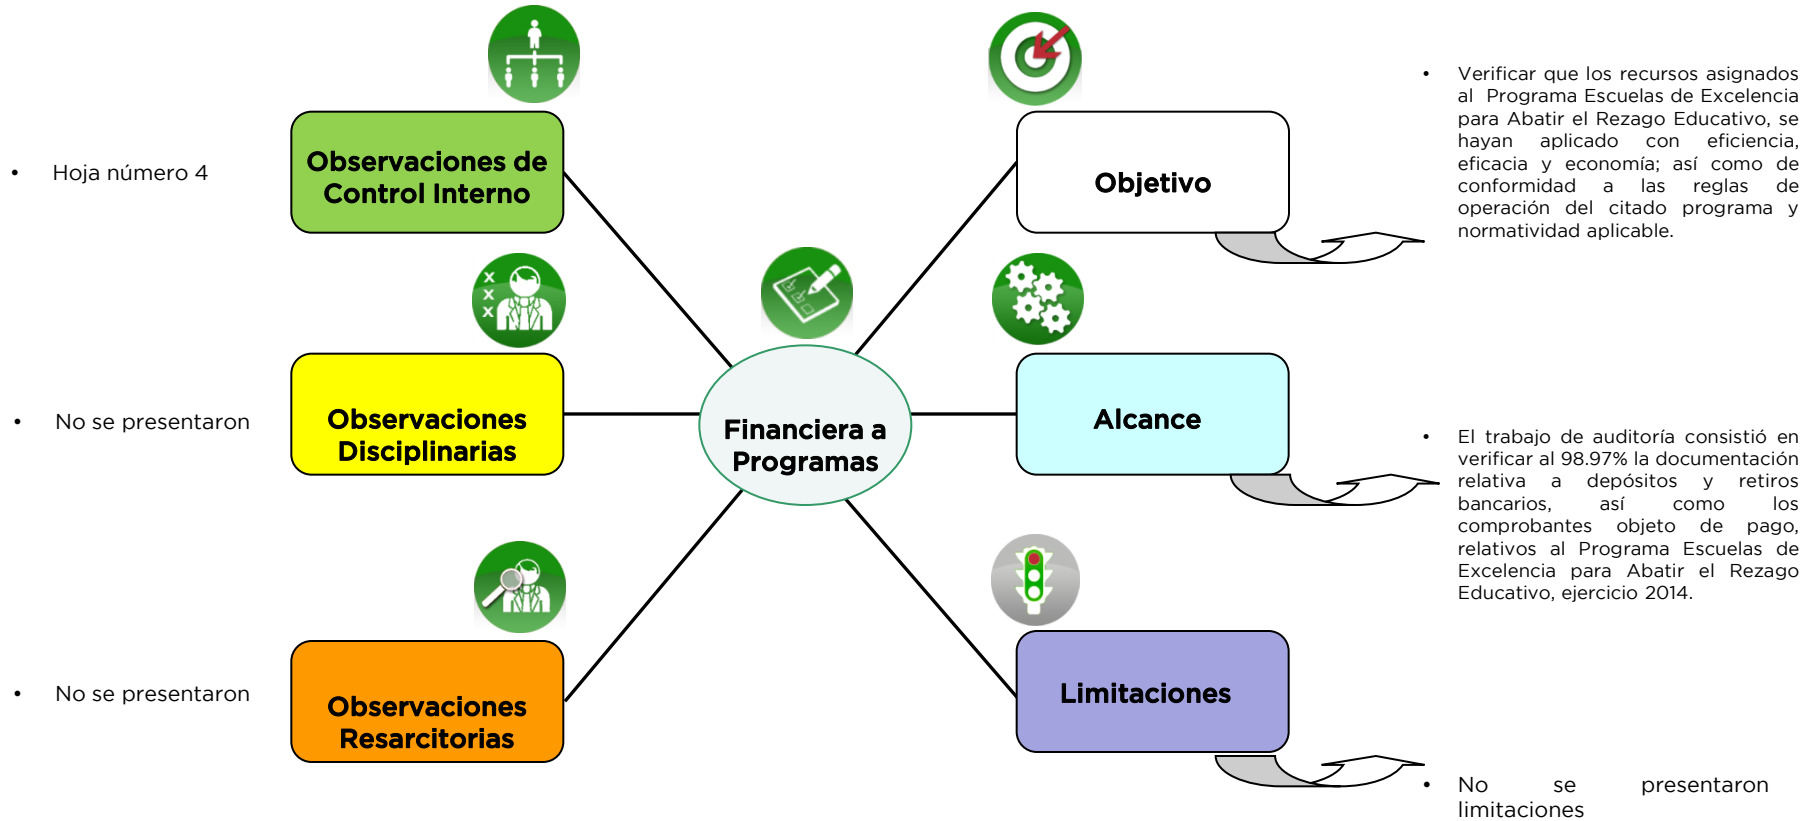 • Hoja número 4
Observaciones de
Control Interno
• No se presentaron
Observaciones
Disciplinarias
• No se presentaron
Observaciones
Resarcitorias
Financiera a
Programas
Objetivo
• Verificar que los recursos asignados
al Programa Escuelas de Excelencia
para Abatir el Rezago Educativo, se
hayan aplicado con eficiencia,
eficacia y economía; así como de
conformidad a las reglas de
operación del citado programa y
normatividad aplicable.
Alcance
• El trabajo de auditoría consistió en
verificar al 98.97% la documentación
relativa a depósitos y retiros
bancarios, así como los
comprobantes objeto de pago,
relativos al Programa Escuelas de
Excelencia para Abatir el Rezago
Educativo, ejercicio 2014.
Limitaciones
• No se presentaron
limitaciones